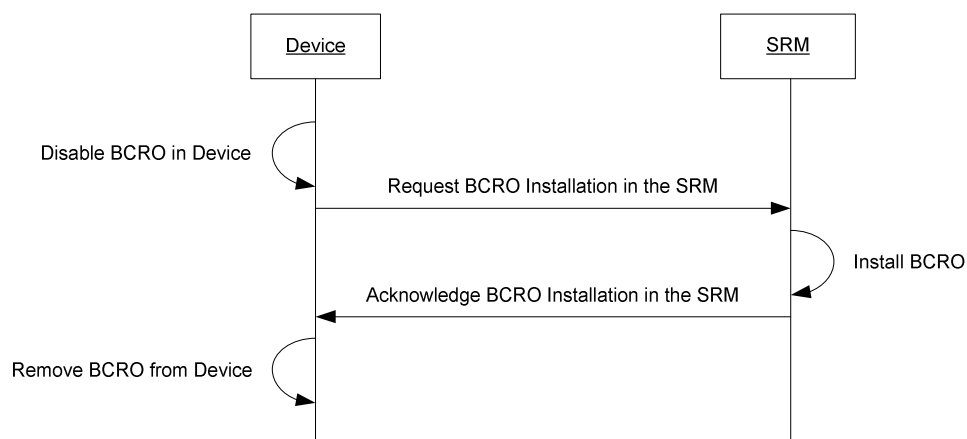 Device
SRM
Disable BCRO in Device
Request BCRO Installation in the SRM
Install BCRO
Acknowledge BCRO Installation in the SRM
Remove BCRO from Device